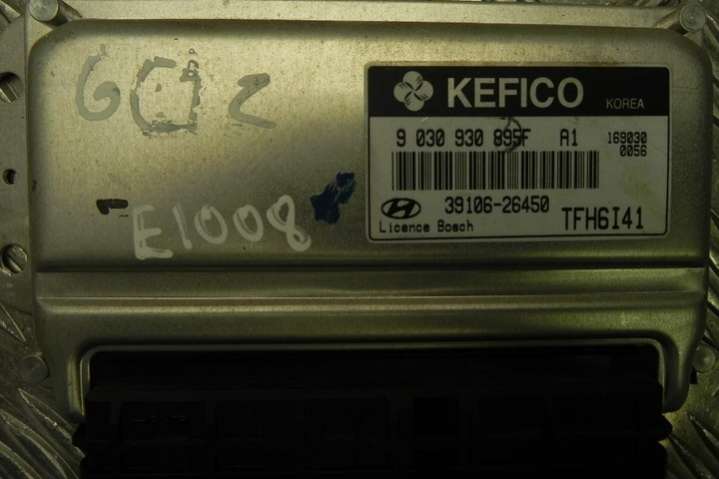 KEFICO KOREA
9 030 930 895F A1 169030
0056
39106-26450
Licence Bosch TFH6I41
E1008